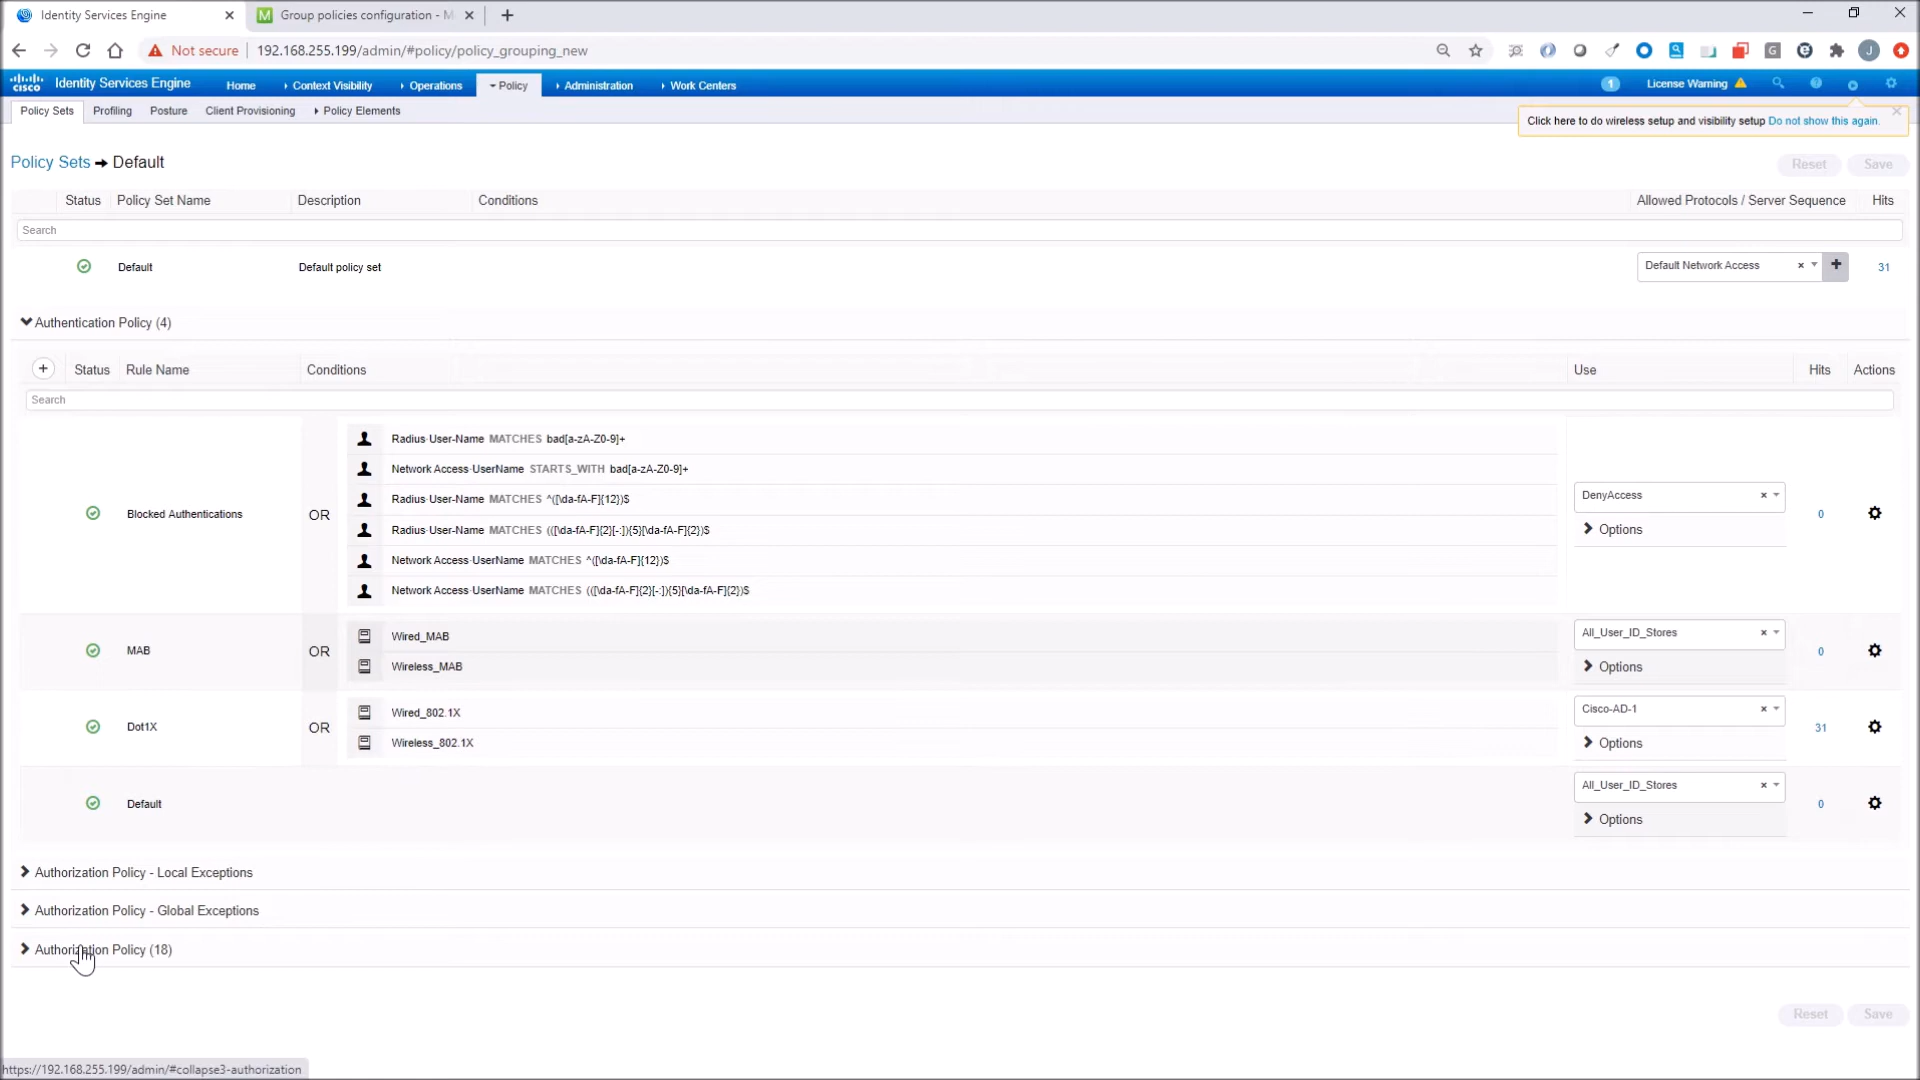 Identity Services Engine
Group policies configuration - M
Not secure 192.168.255.199/admin/#policy/policy_grouping_new
cisco Identity Services Engine Home Context Visibility Operations Policy Administration Work Centers 1 License Warning
Policy Sets Profiling Posture Client Provisioning Policy Elements
Click here to do wireless setup and visibility setup Do not show this again.
Policy Sets → Default
Reset Save
Status Policy Set Name Description Conditions Allowed Protocols / Server Sequence Hits
Search
Default Default policy set Default Network Access 31
Authentication Policy (4)
+ Status Rule Name Conditions Use Hits Actions
Search
Radius·User-Name MATCHES bad[a-zA-Z0-9]+
Network Access·UserName STARTS_WITH bad[a-zA-Z0-9]+
Radius·User-Name MATCHES ^([\da-fA-F]{12})$
Blocked Authentications OR DenyAccess 0
Options
Radius·User-Name MATCHES (([\da-fA-F]{2}[-:]){5}[\da-fA-F]{2})$
Network Access·UserName MATCHES ^([\da-fA-F]{12})$
Network Access·UserName MATCHES (([\da-fA-F]{2}[-:]){5}[\da-fA-F]{2})$
MAB OR Wired_MAB All_User_ID_Stores 0
Wireless_MAB Options
Dot1X OR Wired_802.1X Cisco-AD-1 31
Wireless_802.1X Options
Default All_User_ID_Stores 0
Options
Authorization Policy - Local Exceptions
Authorization Policy - Global Exceptions
Authorization Policy (18)
Reset Save
https://192.168.255.199/admin/#collapse3-authorization